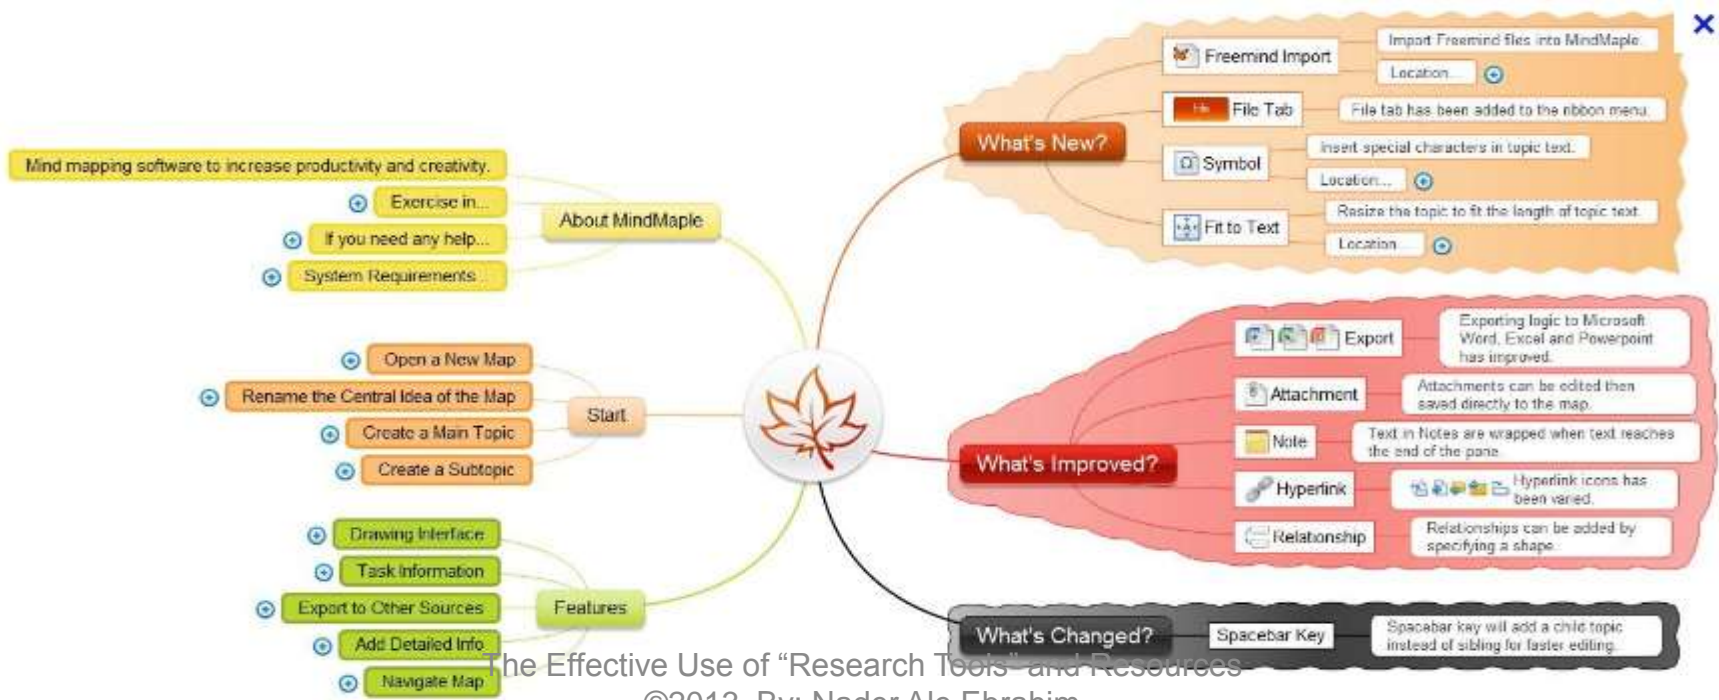 Mind mapping software to increase productivity and creativity.
Exercise in...
If you need any help...
System Requirements...
About MindMaple
Open a New Map
Rename the Central Idea of the Map
Create a Main Topic
Create a Subtopic
Start
Drawing Interface
Task Information
Export to Other Sources
Add Detailed Info
Navigate Map
Features
What's New?
Freemind Import
Import Freemind files into MindMaple.
Location...
File
File Tab
File tab has been added to the ribbon menu.
Symbol
Insert special characters in topic text.
Location...
Fit to Text
Resize the topic to fit the length of topic text.
Location...
What's Improved?
Export
Exporting logic to Microsoft
Word, Excel and Powerpoint
has improved.
Attachment
Attachments can be edited then
saved directly to the map.
Note
Text in Notes are wrapped when text reaches
the end of the pane.
Hyperlink
Hyperlink icons has
been varied.
Relationship
Relationships can be added by
specifying a shape.
What's Changed?
Spacebar Key
Spacebar key will add a child topic
instead of sibling for faster editing.
The Effective Use of “Research Tools” and Resources
©2013, By: Nader Ale Ebrahim